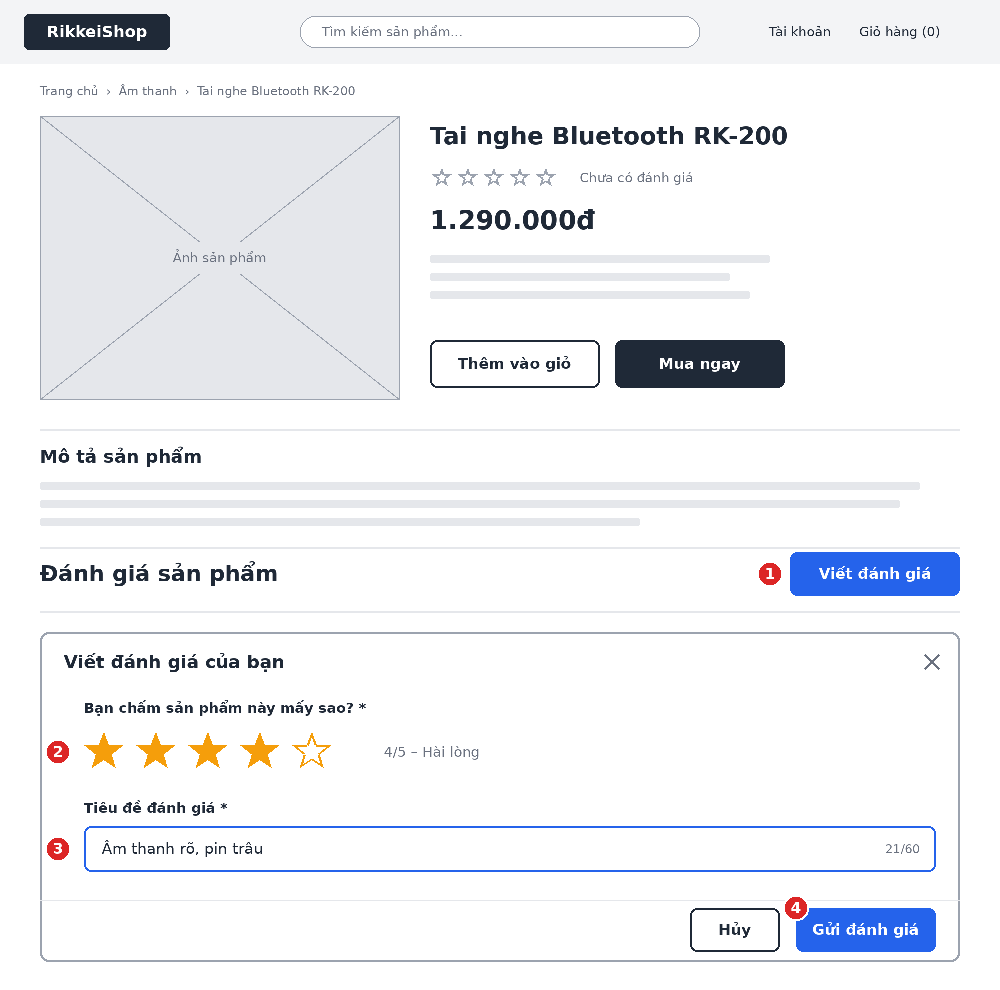 RikkeiShop
Tìm kiếm sản phẩm...
Tài khoản
Giỏ hàng (0)
Trang chủ › Âm thanh › Tai nghe Bluetooth RK-200
Ảnh sản phẩm
Tai nghe Bluetooth RK-200
Chưa có đánh giá
1.290.000đ
Thêm vào giỏ
Mua ngay
Mô tả sản phẩm
Đánh giá sản phẩm
1
Viết đánh giá
Viết đánh giá của bạn
Bạn chấm sản phẩm này mấy sao? *
2
4/5 – Hài lòng
Tiêu đề đánh giá *
3
Âm thanh rõ, pin trâu
21/60
Hủy
4
Gửi đánh giá